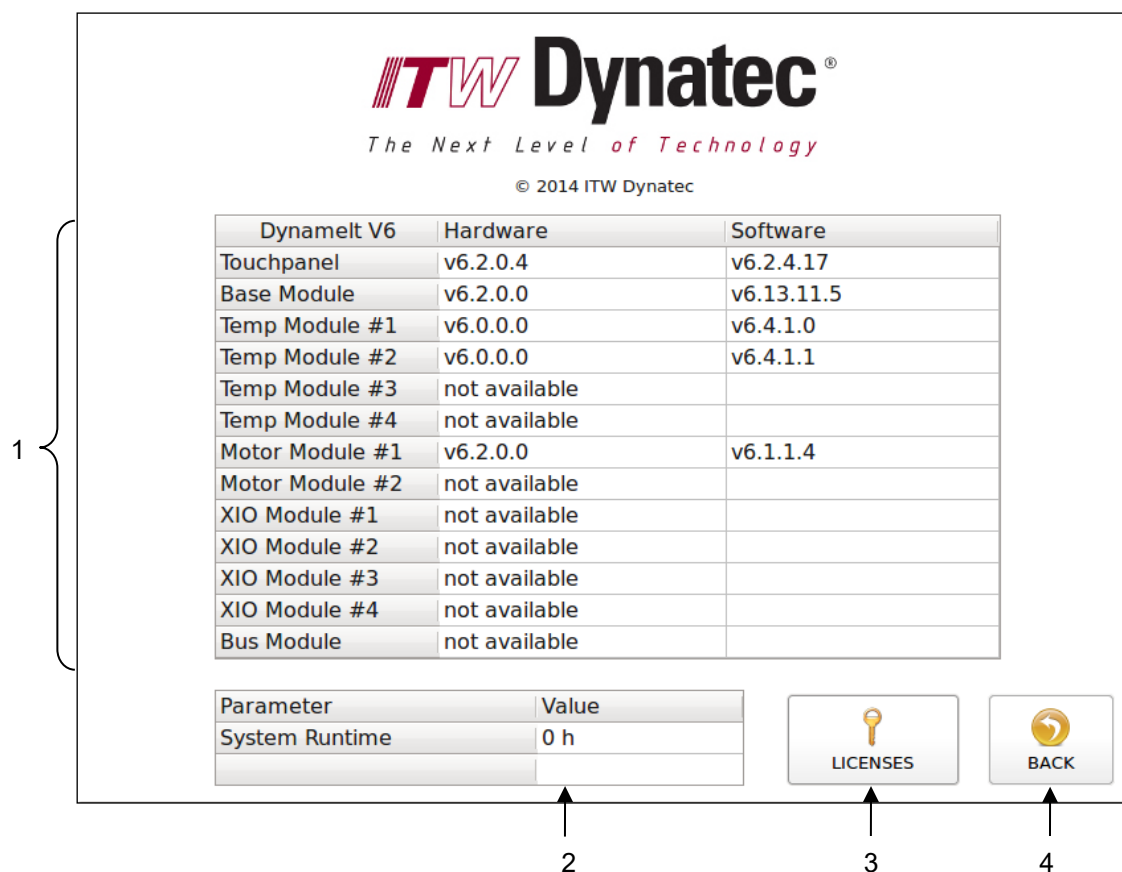 ITW Dynatec®
The Next Level of Technology
© 2014 ITW Dynatec
Dynamelt V6 Hardware Software
Touchpanel v6.2.0.4 v6.2.4.17
Base Module v6.2.0.0 v6.13.11.5
Temp Module #1 v6.0.0.0 v6.4.1.0
Temp Module #2 v6.0.0.0 v6.4.1.1
Temp Module #3 not available
Temp Module #4 not available
1
Motor Module #1 v6.2.0.0 v6.1.1.4
Motor Module #2 not available
XIO Module #1 not available
XIO Module #2 not available
XIO Module #3 not available
XIO Module #4 not available
Bus Module not available
Parameter Value
System Runtime 0 h
LICENSES BACK
2 3 4